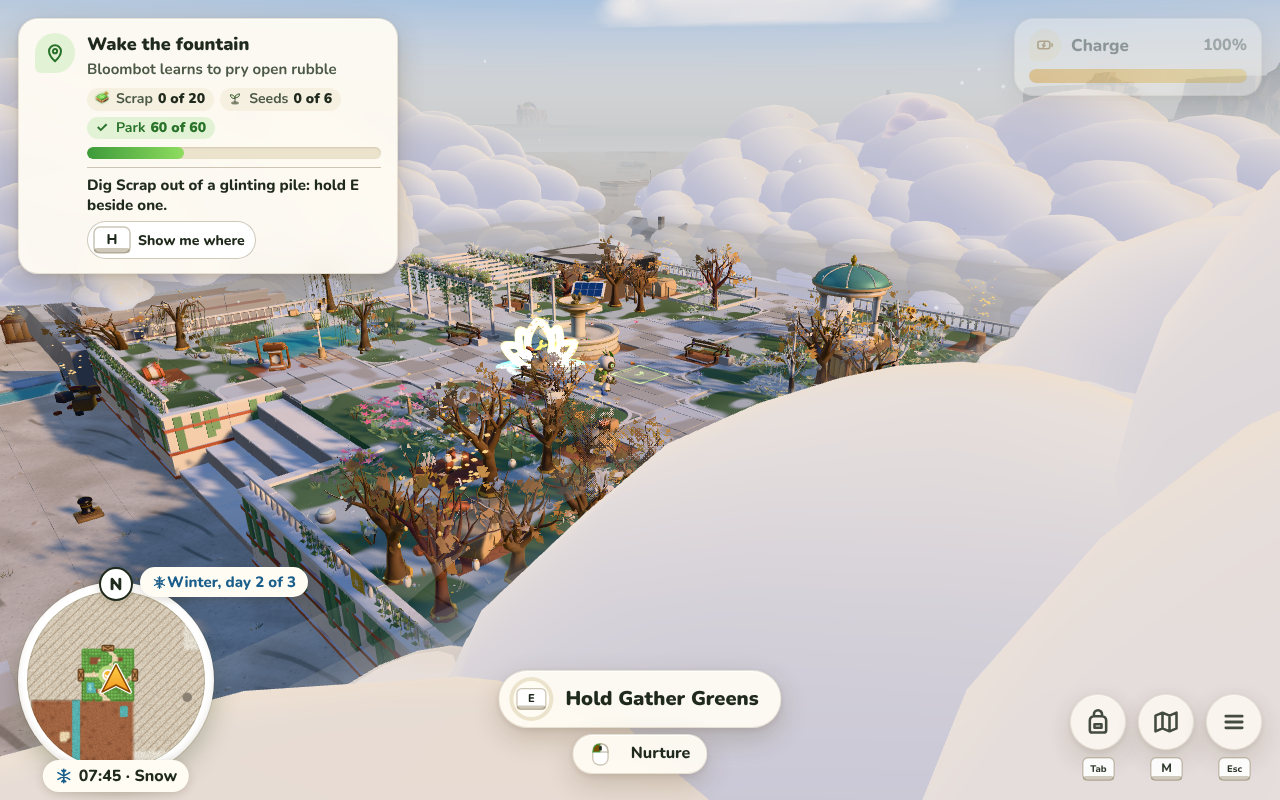 Wake the fountain
Bloombot learns to pry open rubble
Scrap 0 of 20 Seeds 0 of 6
Park 60 of 60
Dig Scrap out of a glinting pile: hold E
beside one.
H Show me where
Charge 100%
N
Winter, day 2 of 3
07:45 · Snow
E Hold Gather Greens
Nurture
Tab M Esc